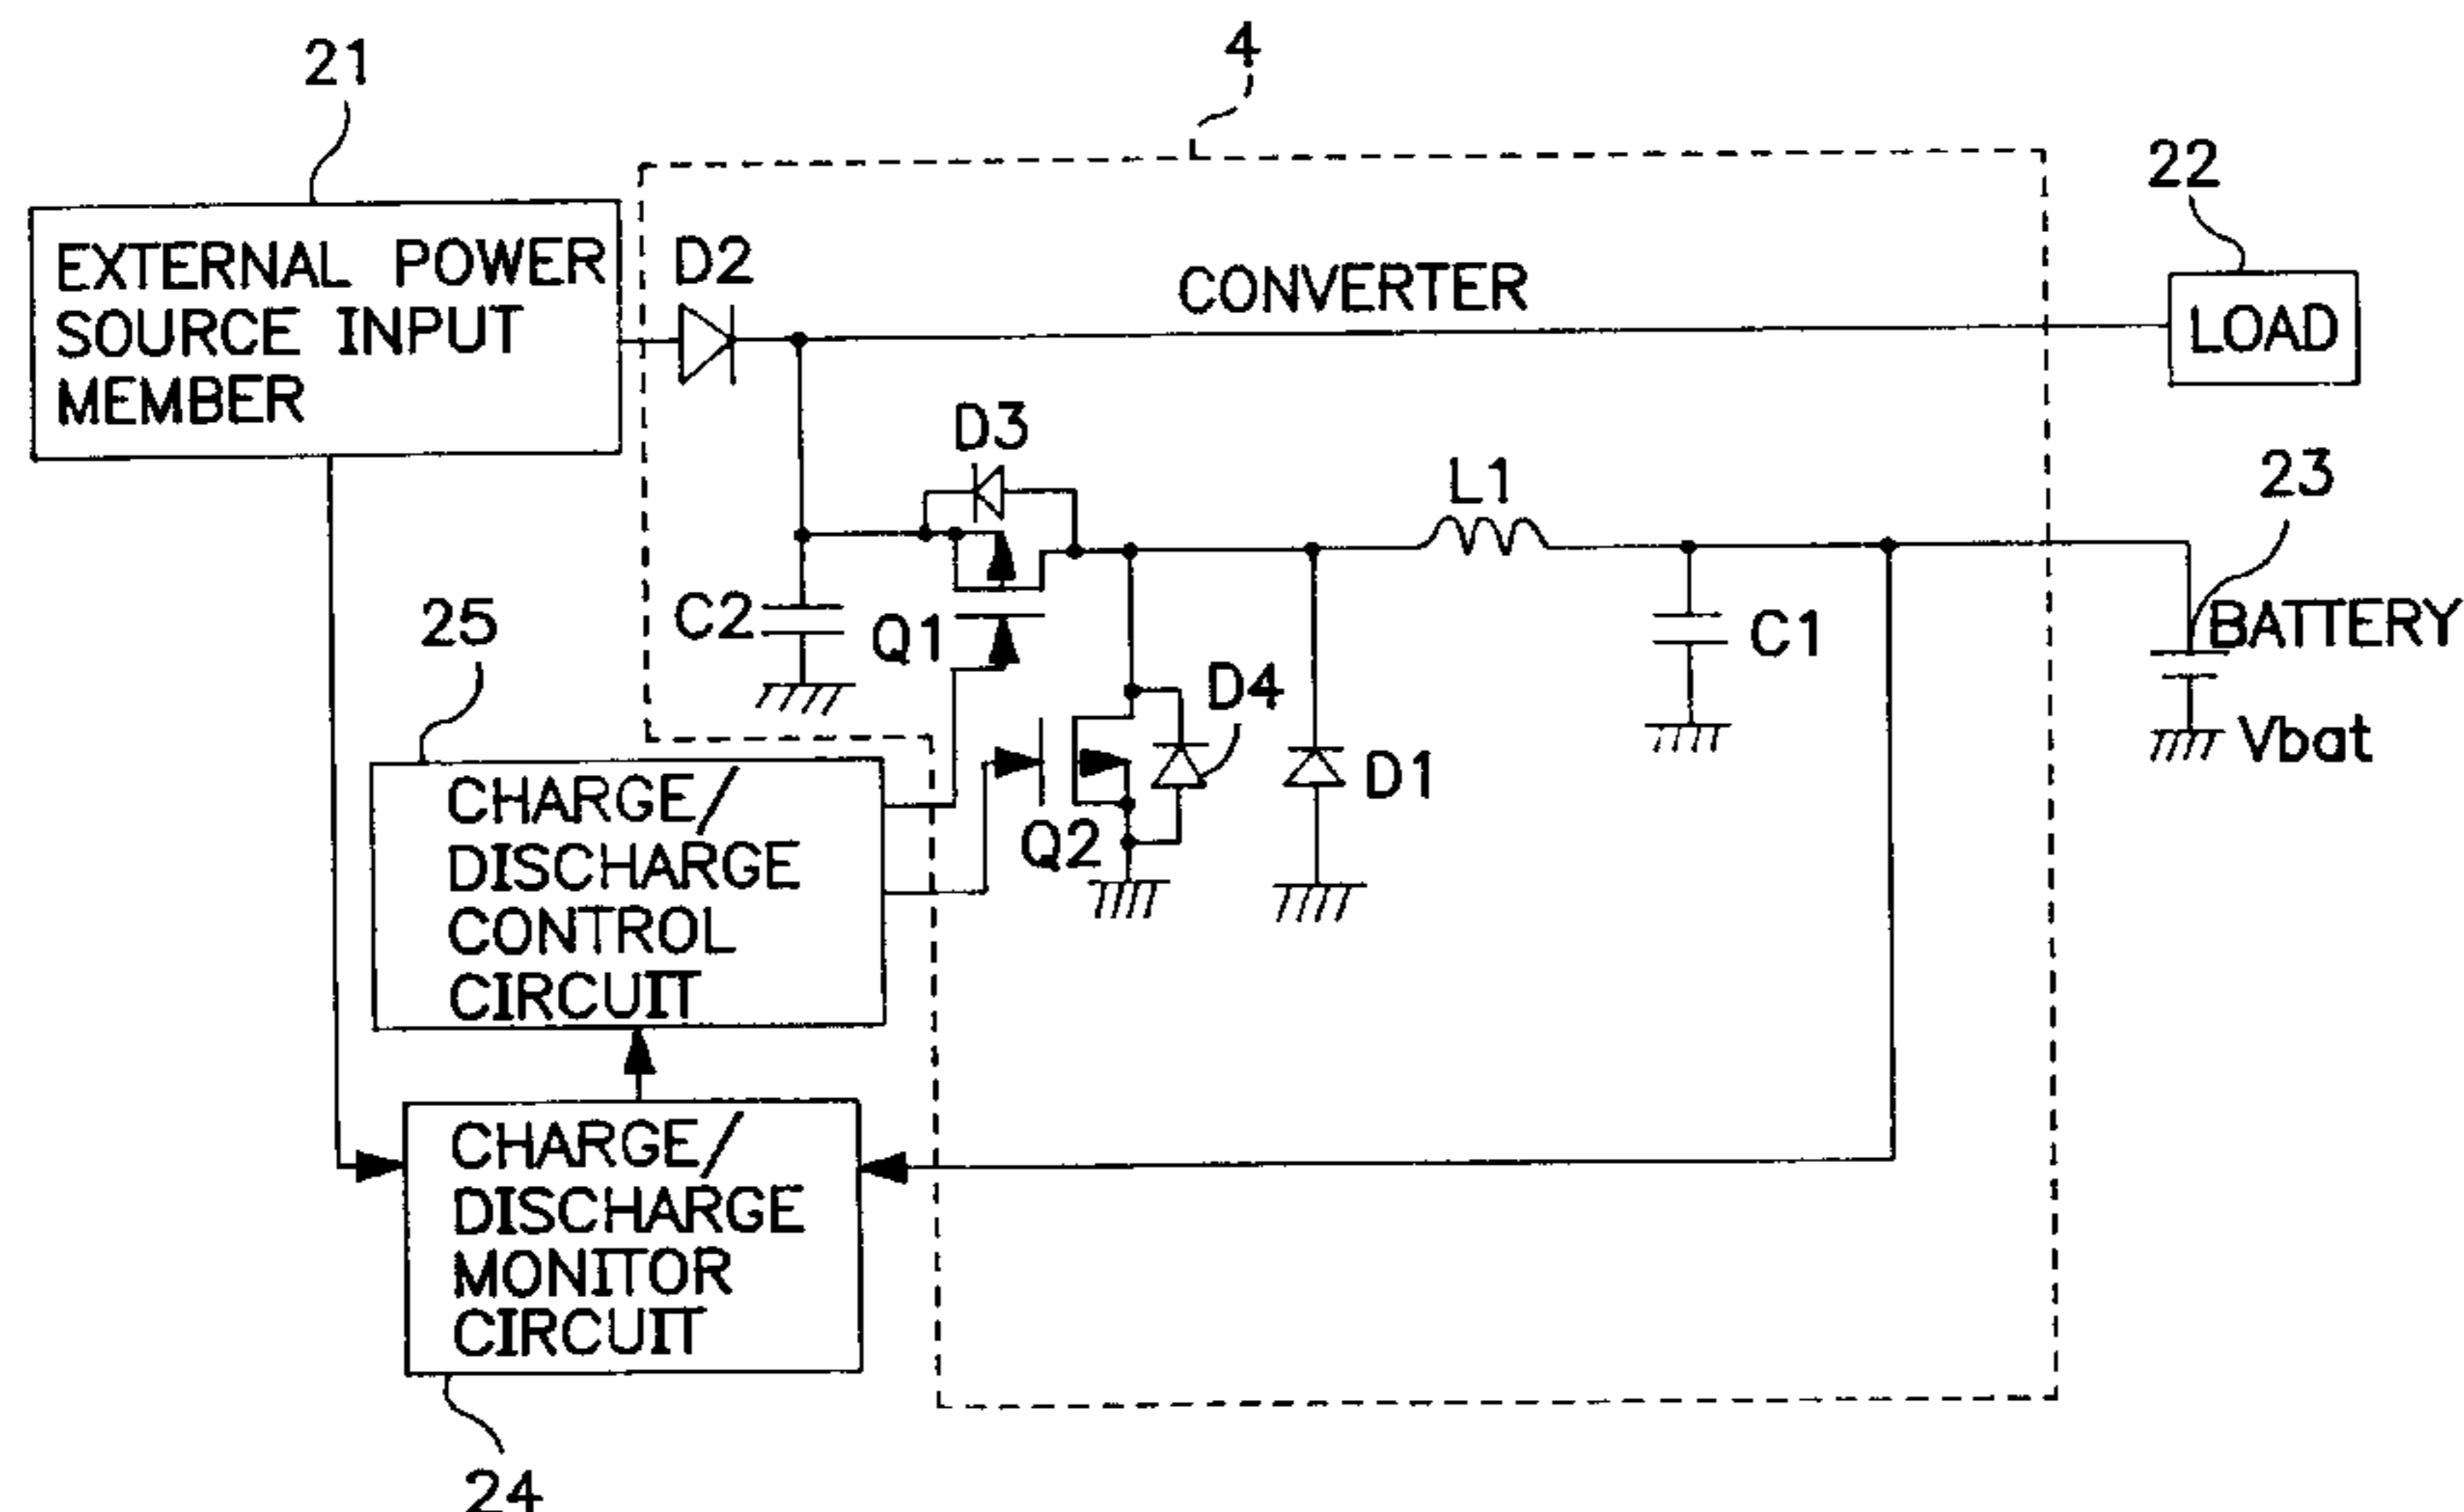 21
4
22
EXTERNAL POWER
SOURCE INPUT
MEMBER
D2
CONVERTER
LOAD
D3
L1
23
25
C2
Q1
C1
BATTERY
D4
Vbat
D1
CHARGE/
DISCHARGE
CONTROL
CIRCUIT
Q2
CHARGE/
DISCHARGE
MONITOR
CIRCUIT
24